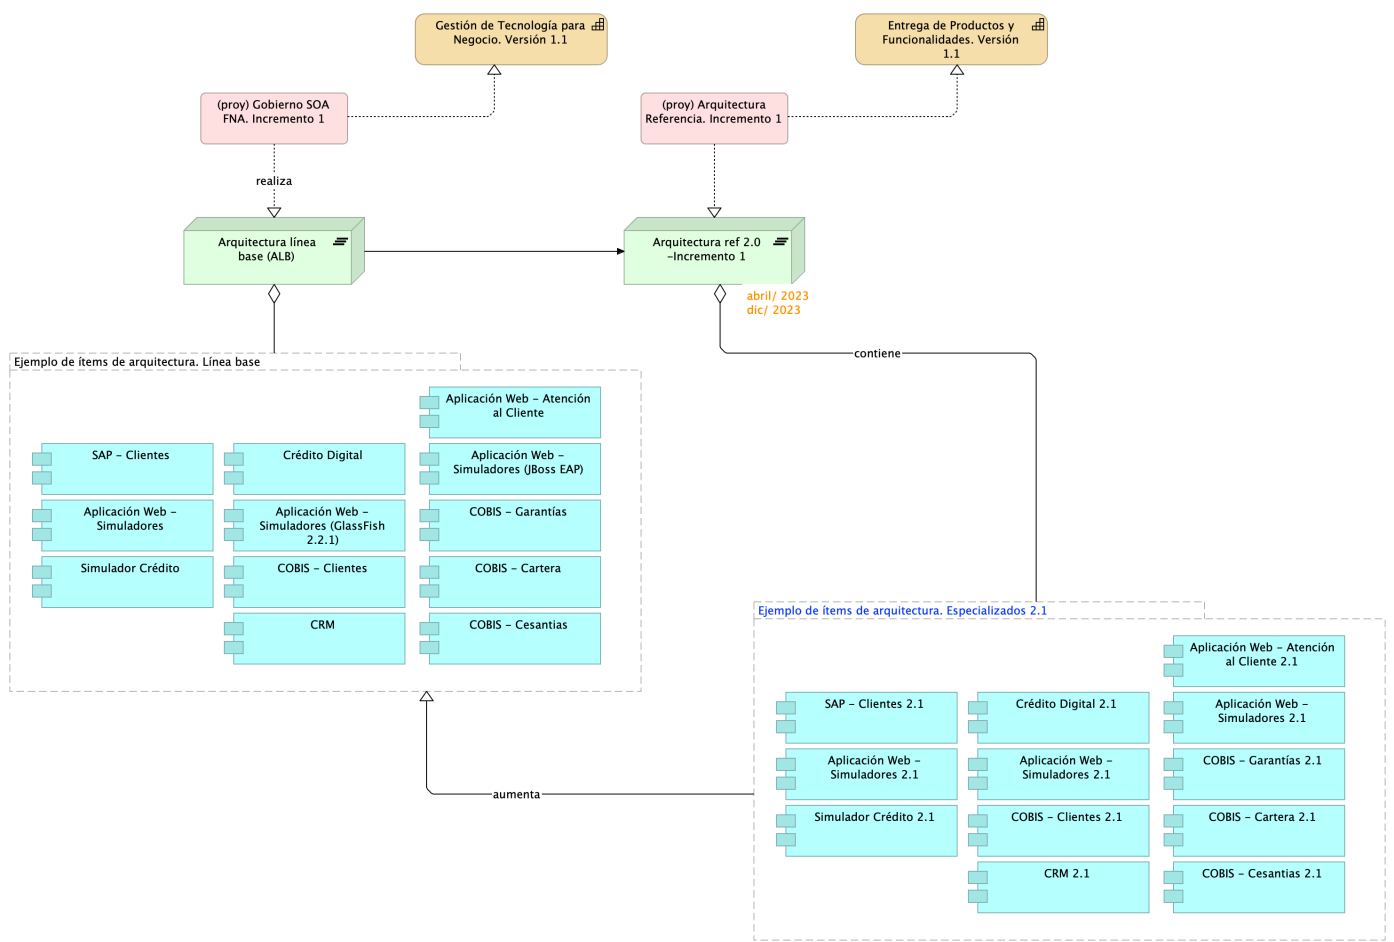 Gestión de Tecnología para
Negocio. Versión 1.1
Entrega de Productos y
Funcionalidades. Versión
1.1
(proy) Gobierno SOA
FNA. Incremento 1
(proy) Arquitectura
Referencia. Incremento 1
realiza
Arquitectura línea
base (ALB)
Arquitectura ref 2.0
-Incremento 1
abril/ 2023
dic/ 2023
contiene
Ejemplo de ítems de arquitectura. Línea base
Aplicación Web - Atención
al Cliente
SAP - Clientes
Crédito Digital
Aplicación Web -
Simuladores (JBoss EAP)
Aplicación Web -
Simuladores
Aplicación Web -
Simuladores (GlassFish
2.2.1)
COBIS - Garantías
Simulador Crédito
COBIS - Clientes
COBIS - Cartera
CRM
COBIS - Cesantias
Ejemplo de ítems de arquitectura. Especializados 2.1
Aplicación Web - Atención
al Cliente 2.1
SAP - Clientes 2.1
Crédito Digital 2.1
Aplicación Web -
Simuladores 2.1
Aplicación Web -
Simuladores 2.1
Aplicación Web -
Simuladores 2.1
COBIS - Garantías 2.1
aumenta
Simulador Crédito 2.1
COBIS - Clientes 2.1
COBIS - Cartera 2.1
CRM 2.1
COBIS - Cesantias 2.1